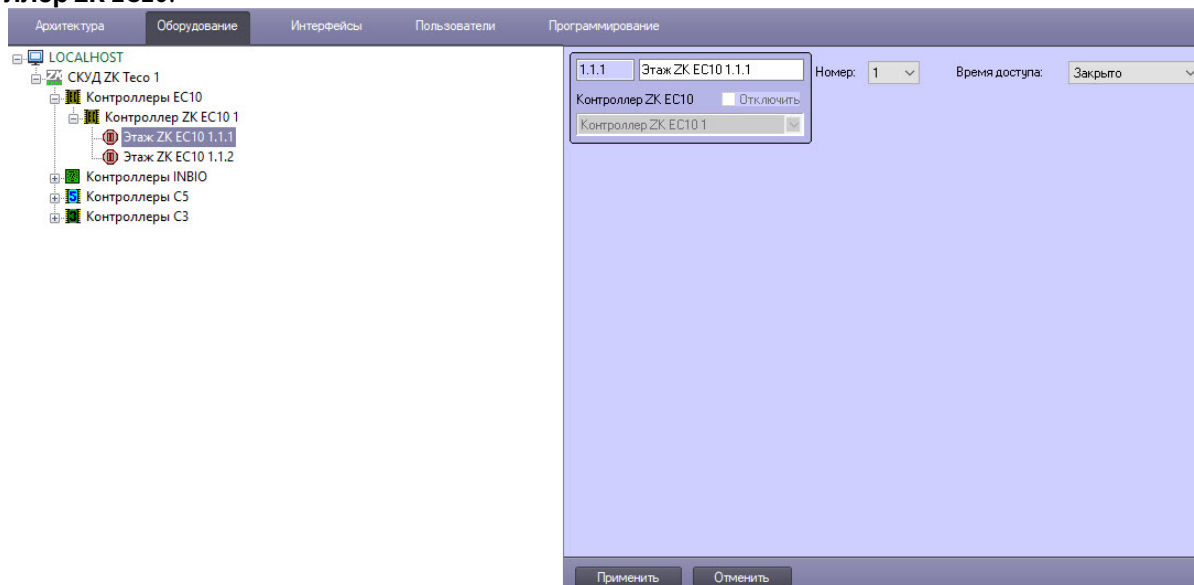 ллер ZK EC10.
Архитектура Оборудование Интерфейсы Пользователи Программирование
LOCALHOST
СКУД ZK Teco 1
Контроллеры EC10
Контроллер ZK EC10 1
Этаж ZK EC10 1.1.1
Этаж ZK EC10 1.1.2
Контроллеры INBIO
Контроллеры C5
Контроллеры C3
1.1.1 Этаж ZK EC10 1.1.1 Номер: 1 Время доступа: Закрыто
Контроллер ZK EC10 Отключить
Контроллер ZK EC10 1
Применить Отменить